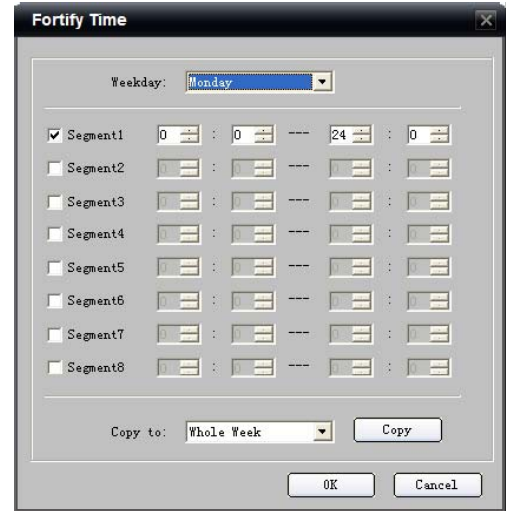 Fortify Time
Weekday: Monday
Segment1 0 : 0 --- 24 : 0
Segment2 0 : 0 --- 0 : 0
Segment3 0 : 0 --- 0 : 0
Segment4 0 : 0 --- 0 : 0
Segment5 0 : 0 --- 0 : 0
Segment6 0 : 0 --- 0 : 0
Segment7 0 : 0 --- 0 : 0
Segment8 0 : 0 --- 0 : 0
Copy to: Whole Week Copy
OK Cancel